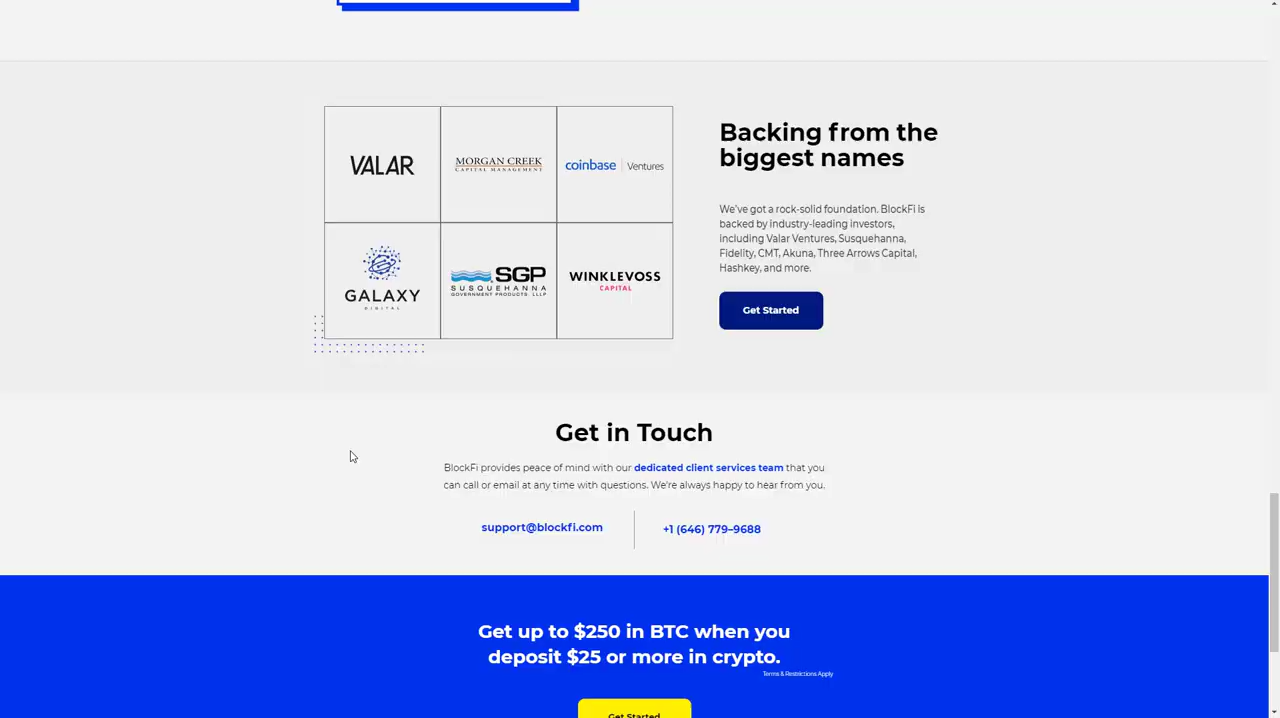 VALAR
MORGAN CREEK
CAPITAL MANAGEMENT
coinbase | Ventures
GALAXY
DIGITAL
SGP
SUSQUEHANNA
GOVERNMENT PRODUCTS, LLLP
WINKLEVOSS
CAPITAL
Backing from the
biggest names
We've got a rock-solid foundation. BlockFi is
backed by industry-leading investors,
including Valar Ventures, Susquehanna,
Fidelity, CMT, Akuna, Three Arrows Capital,
Hashkey, and more.
Get Started
Get in Touch
BlockFi provides peace of mind with our dedicated client services team that you
can call or email at any time with questions. We're always happy to hear from you.
support@blockfi.com
+1 (646) 779–9688
Get up to $250 in BTC when you
deposit $25 or more in crypto.
Terms & Restrictions Apply
Get Started